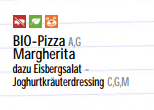 BIO-Pizza A,G
Margherita
dazu Eisbergsalat -
Joghurtkräuterdressing C,G,M